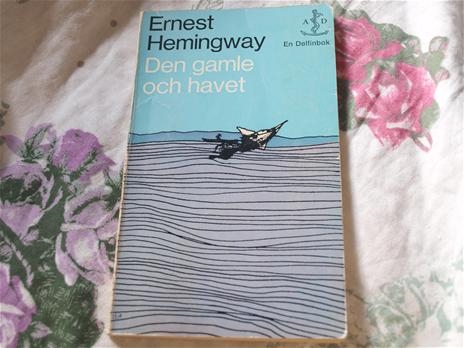 Ernest
Hemingway
Den gamle
och havet
A D
En Delfinbok